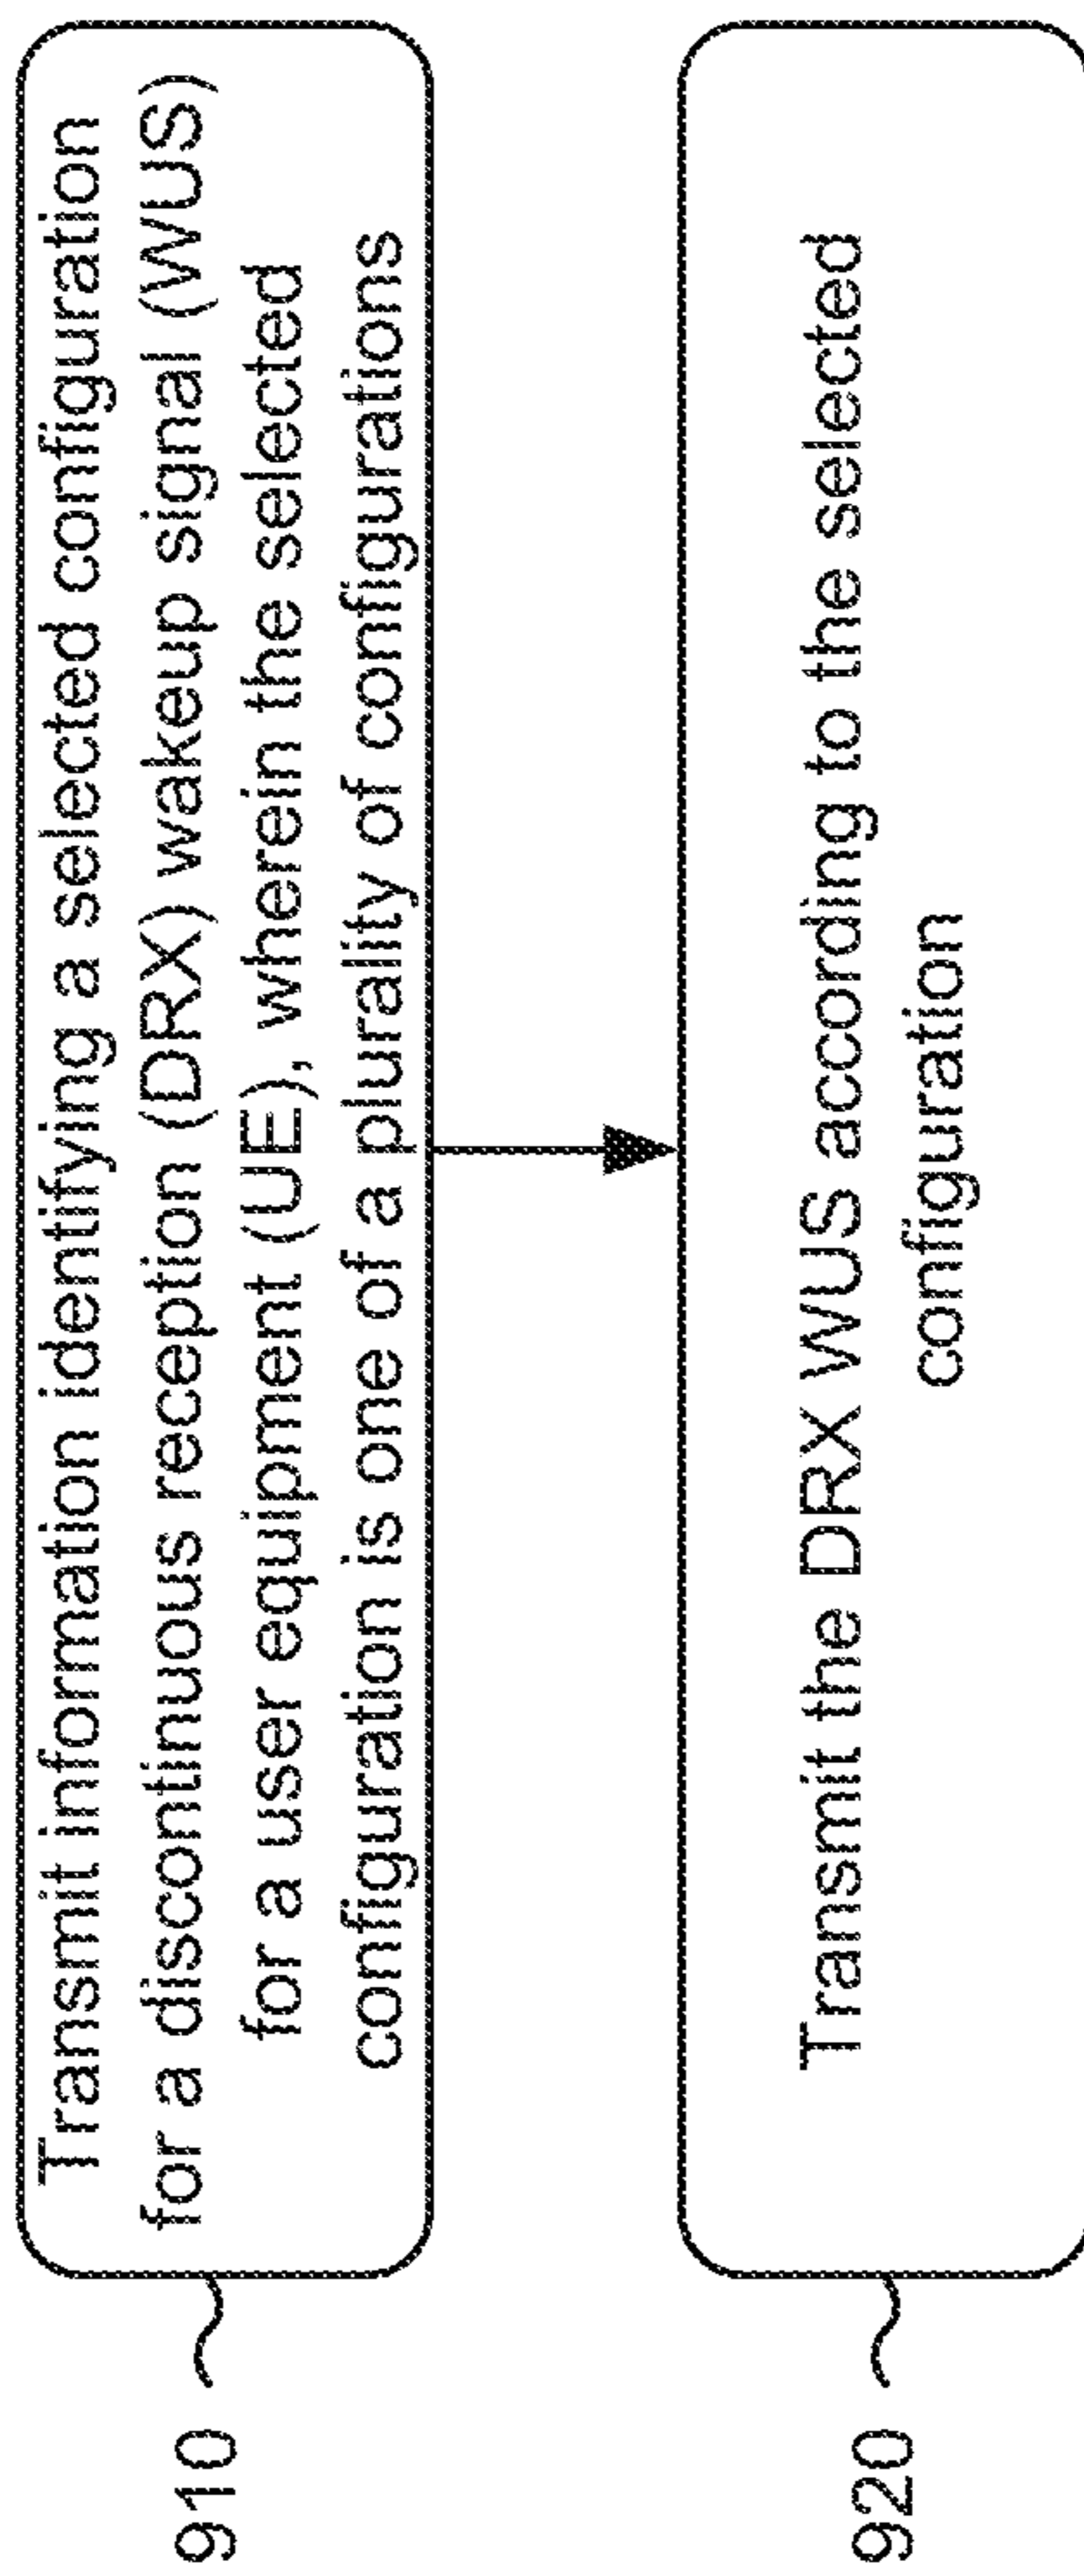 910
Transmit information identifying a selected configuration
for a discontinuous reception (DRX) wakeup signal (WUS)
for a user equipment (UE), wherein the selected
configuration is one of a plurality of configurations
920
Transmit the DRX WUS according to the selected
configuration